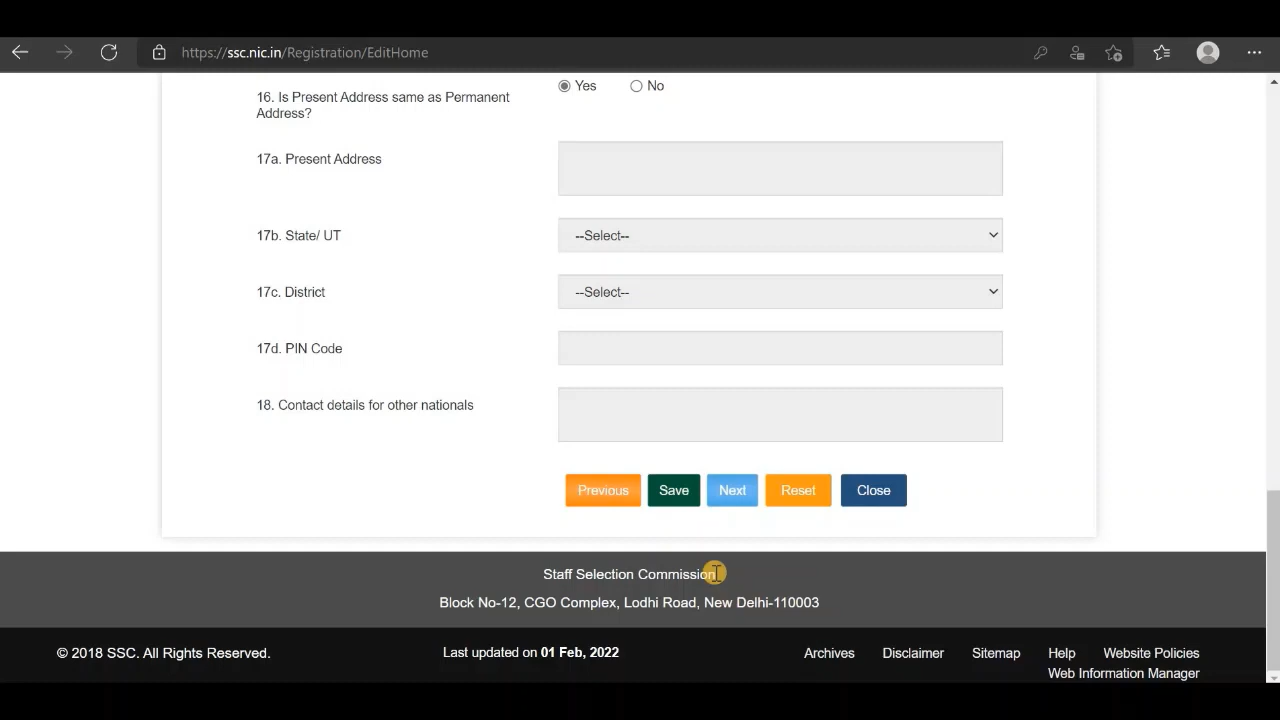 https://ssc.nic.in/Registration/EditHome
16. Is Present Address same as Permanent
Address?
Yes
No
17a. Present Address
17b. State/ UT
--Select--
17c. District
--Select--
17d. PIN Code
18. Contact details for other nationals
Previous
Save
Next
Reset
Close
Staff Selection Commission
Block No-12, CGO Complex, Lodhi Road, New Delhi-110003
© 2018 SSC. All Rights Reserved.
Last updated on 01 Feb, 2022
Archives
Disclaimer
Sitemap
Help
Website Policies
Web Information Manager